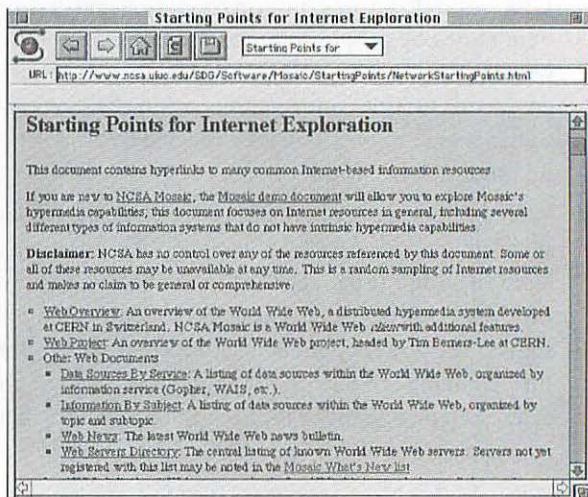 Starting Points for Internet Exploration
Starting Points for
URL: http://www.ncsa.uiuc.edu/SDG/Software/Mosaic/StartingPoints/NetworkStartingPoints.html
Starting Points for Internet Exploration
This document contains hyperlinks to many common Internet-based information resources
If you are new to NCSA Mosaic, the Mosaic demo document will allow you to explore Mosaic's
hypermedia capabilities; this document focuses on Internet resources in general, including several
different types of information systems that do not have intrinsic hypermedia capabilities.
Disclaimer: NCSA has no control over any of the resources referenced by this document. Some or
all of these resources may be unavailable at any time. This is a random sampling of Internet resources
and makes no claim to be general or comprehensive.
Web Overview: An overview of the World Wide Web, a distributed hypermedia system developed
at CERN in Switzerland. NCSA Mosaic is a World Wide Web client with additional features.
Web Project: An overview of the World Wide Web project, headed by Tim Berners-Lee at CERN.
Other Web Documents
Data Sources By Service: A listing of data sources within the World Wide Web, organized by
information service (Gopher, WAIS, etc.).
Information By Subject: A listing of data sources within the World Wide Web, organized by
topic and subtopic.
Web News: The latest World Wide Web news bulletin.
Web Servers Directory: The central listing of known World Wide Web servers. Servers not yet
registered with this list may be noted in the Mosaic What's New list